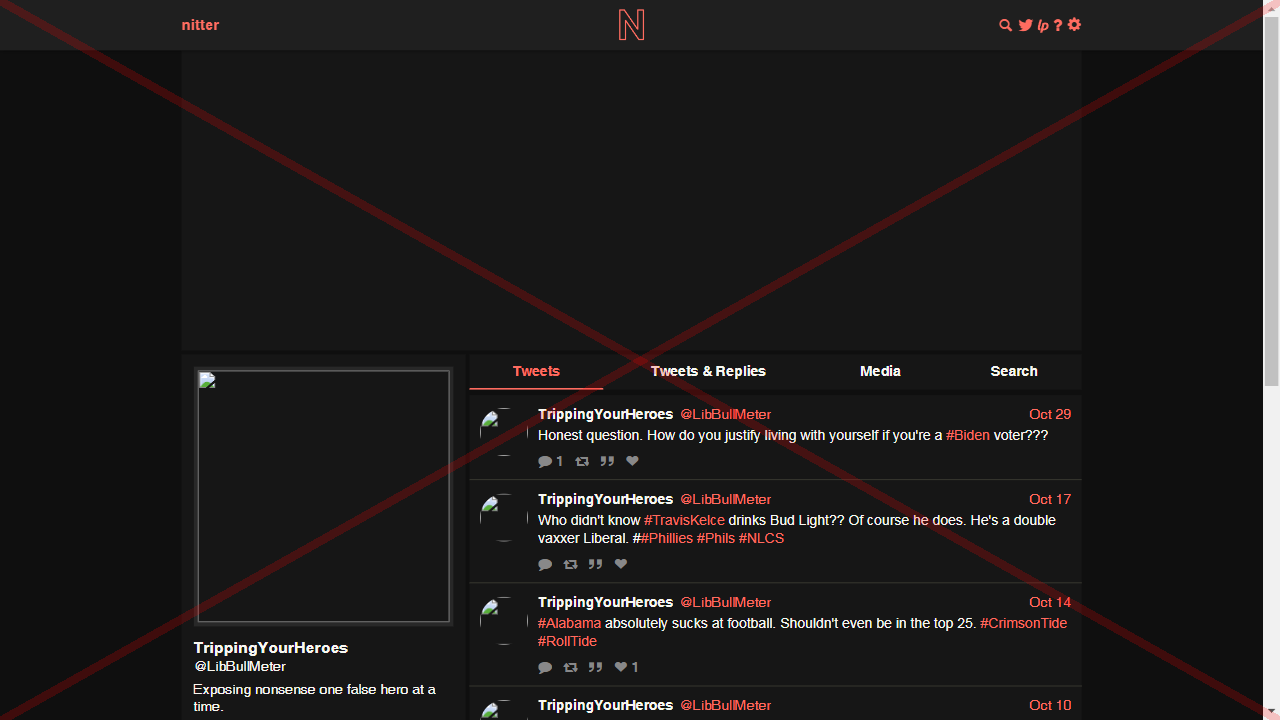 nitter
N
lp ?
Tweets
Tweets & Replies
Media
Search
TrippingYourHeroes @LibBullMeter Oct 29
Honest question. How do you justify living with yourself if you're a #Biden voter???
1
TrippingYourHeroes @LibBullMeter Oct 17
Who didn't know #TravisKelce drinks Bud Light?? Of course he does. He's a double
vaxxer Liberal. ##Phillies #Phils #NLCS
TrippingYourHeroes @LibBullMeter Oct 14
#Alabama absolutely sucks at football. Shouldn't even be in the top 25. #CrimsonTide
#RollTide
1
TrippingYourHeroes @LibBullMeter Oct 10
TrippingYourHeroes
@LibBullMeter
Exposing nonsense one false hero at a
time.